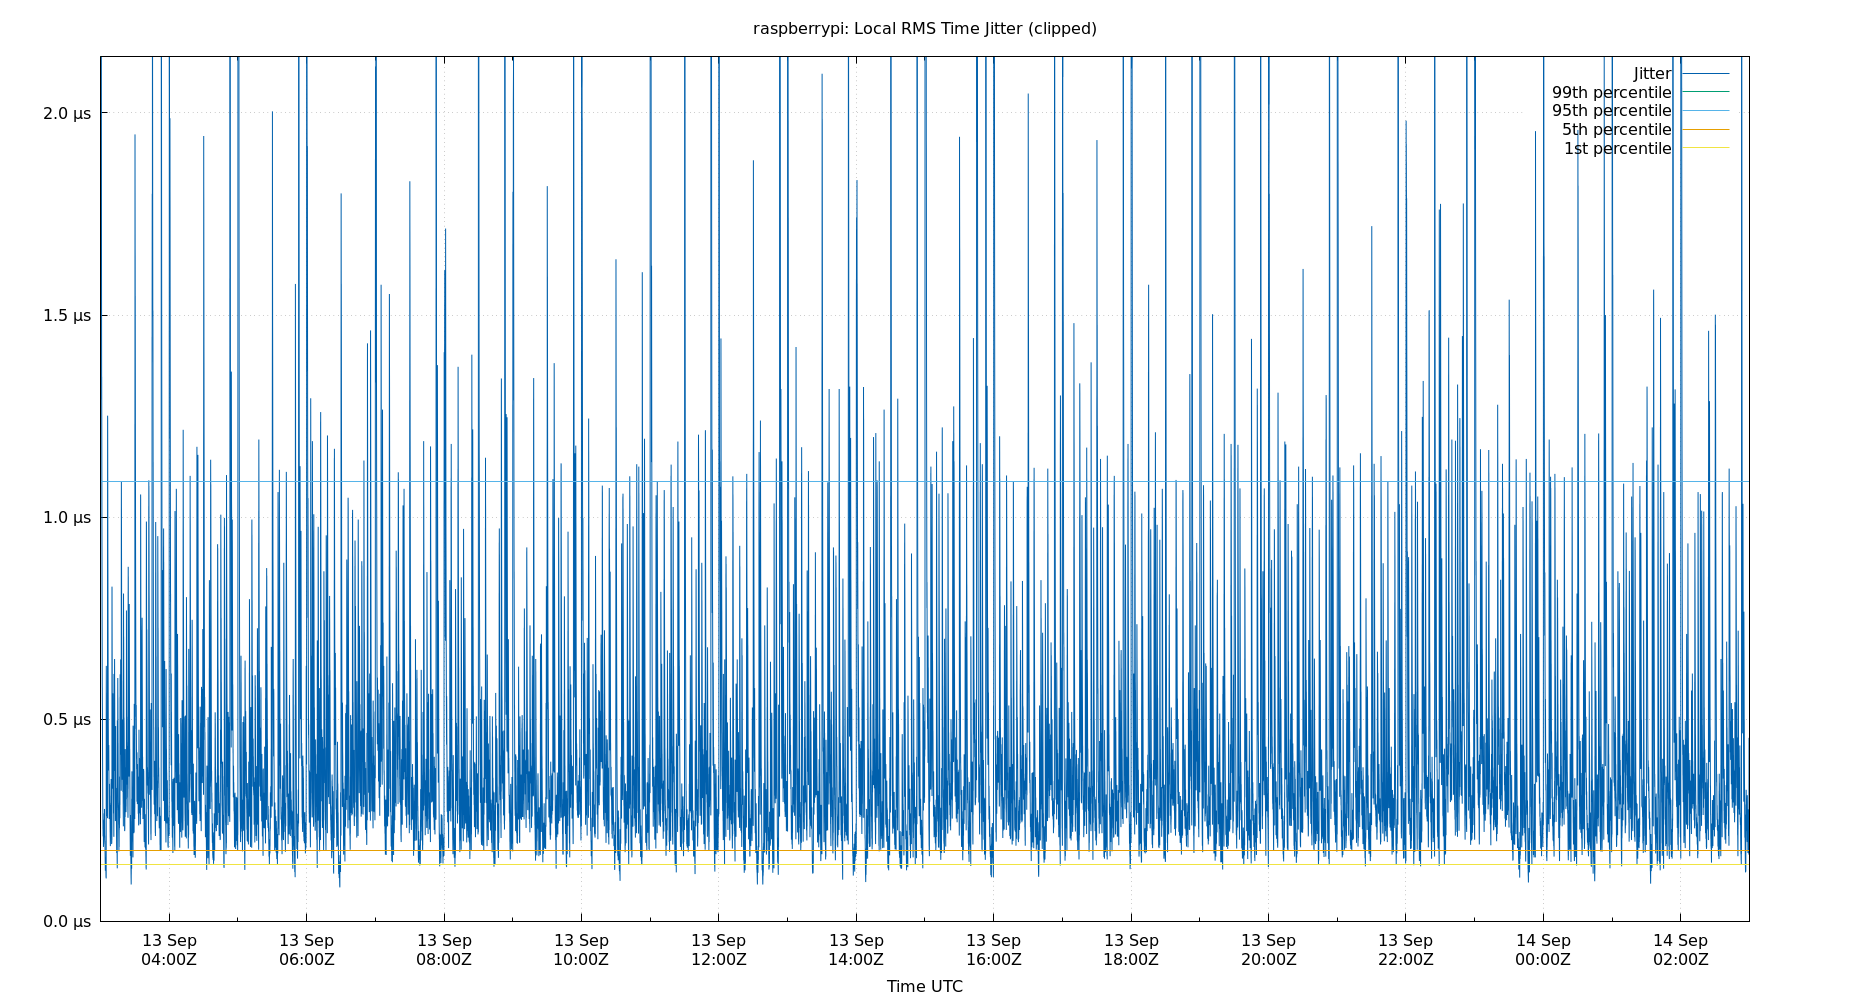 raspberrypi: Local RMS Time Jitter (clipped)
Jitter
99th percentile
95th percentile
5th percentile
1st percentile
2.0 µs
1.5 µs
1.0 µs
0.5 µs
0.0 µs
13 Sep 13 Sep 13 Sep 13 Sep 13 Sep 13 Sep 13 Sep 13 Sep 13 Sep 13 Sep 14 Sep 14 Sep
04:00Z 06:00Z 08:00Z 10:00Z 12:00Z 14:00Z 16:00Z 18:00Z 20:00Z 22:00Z 00:00Z 02:00Z
Time UTC